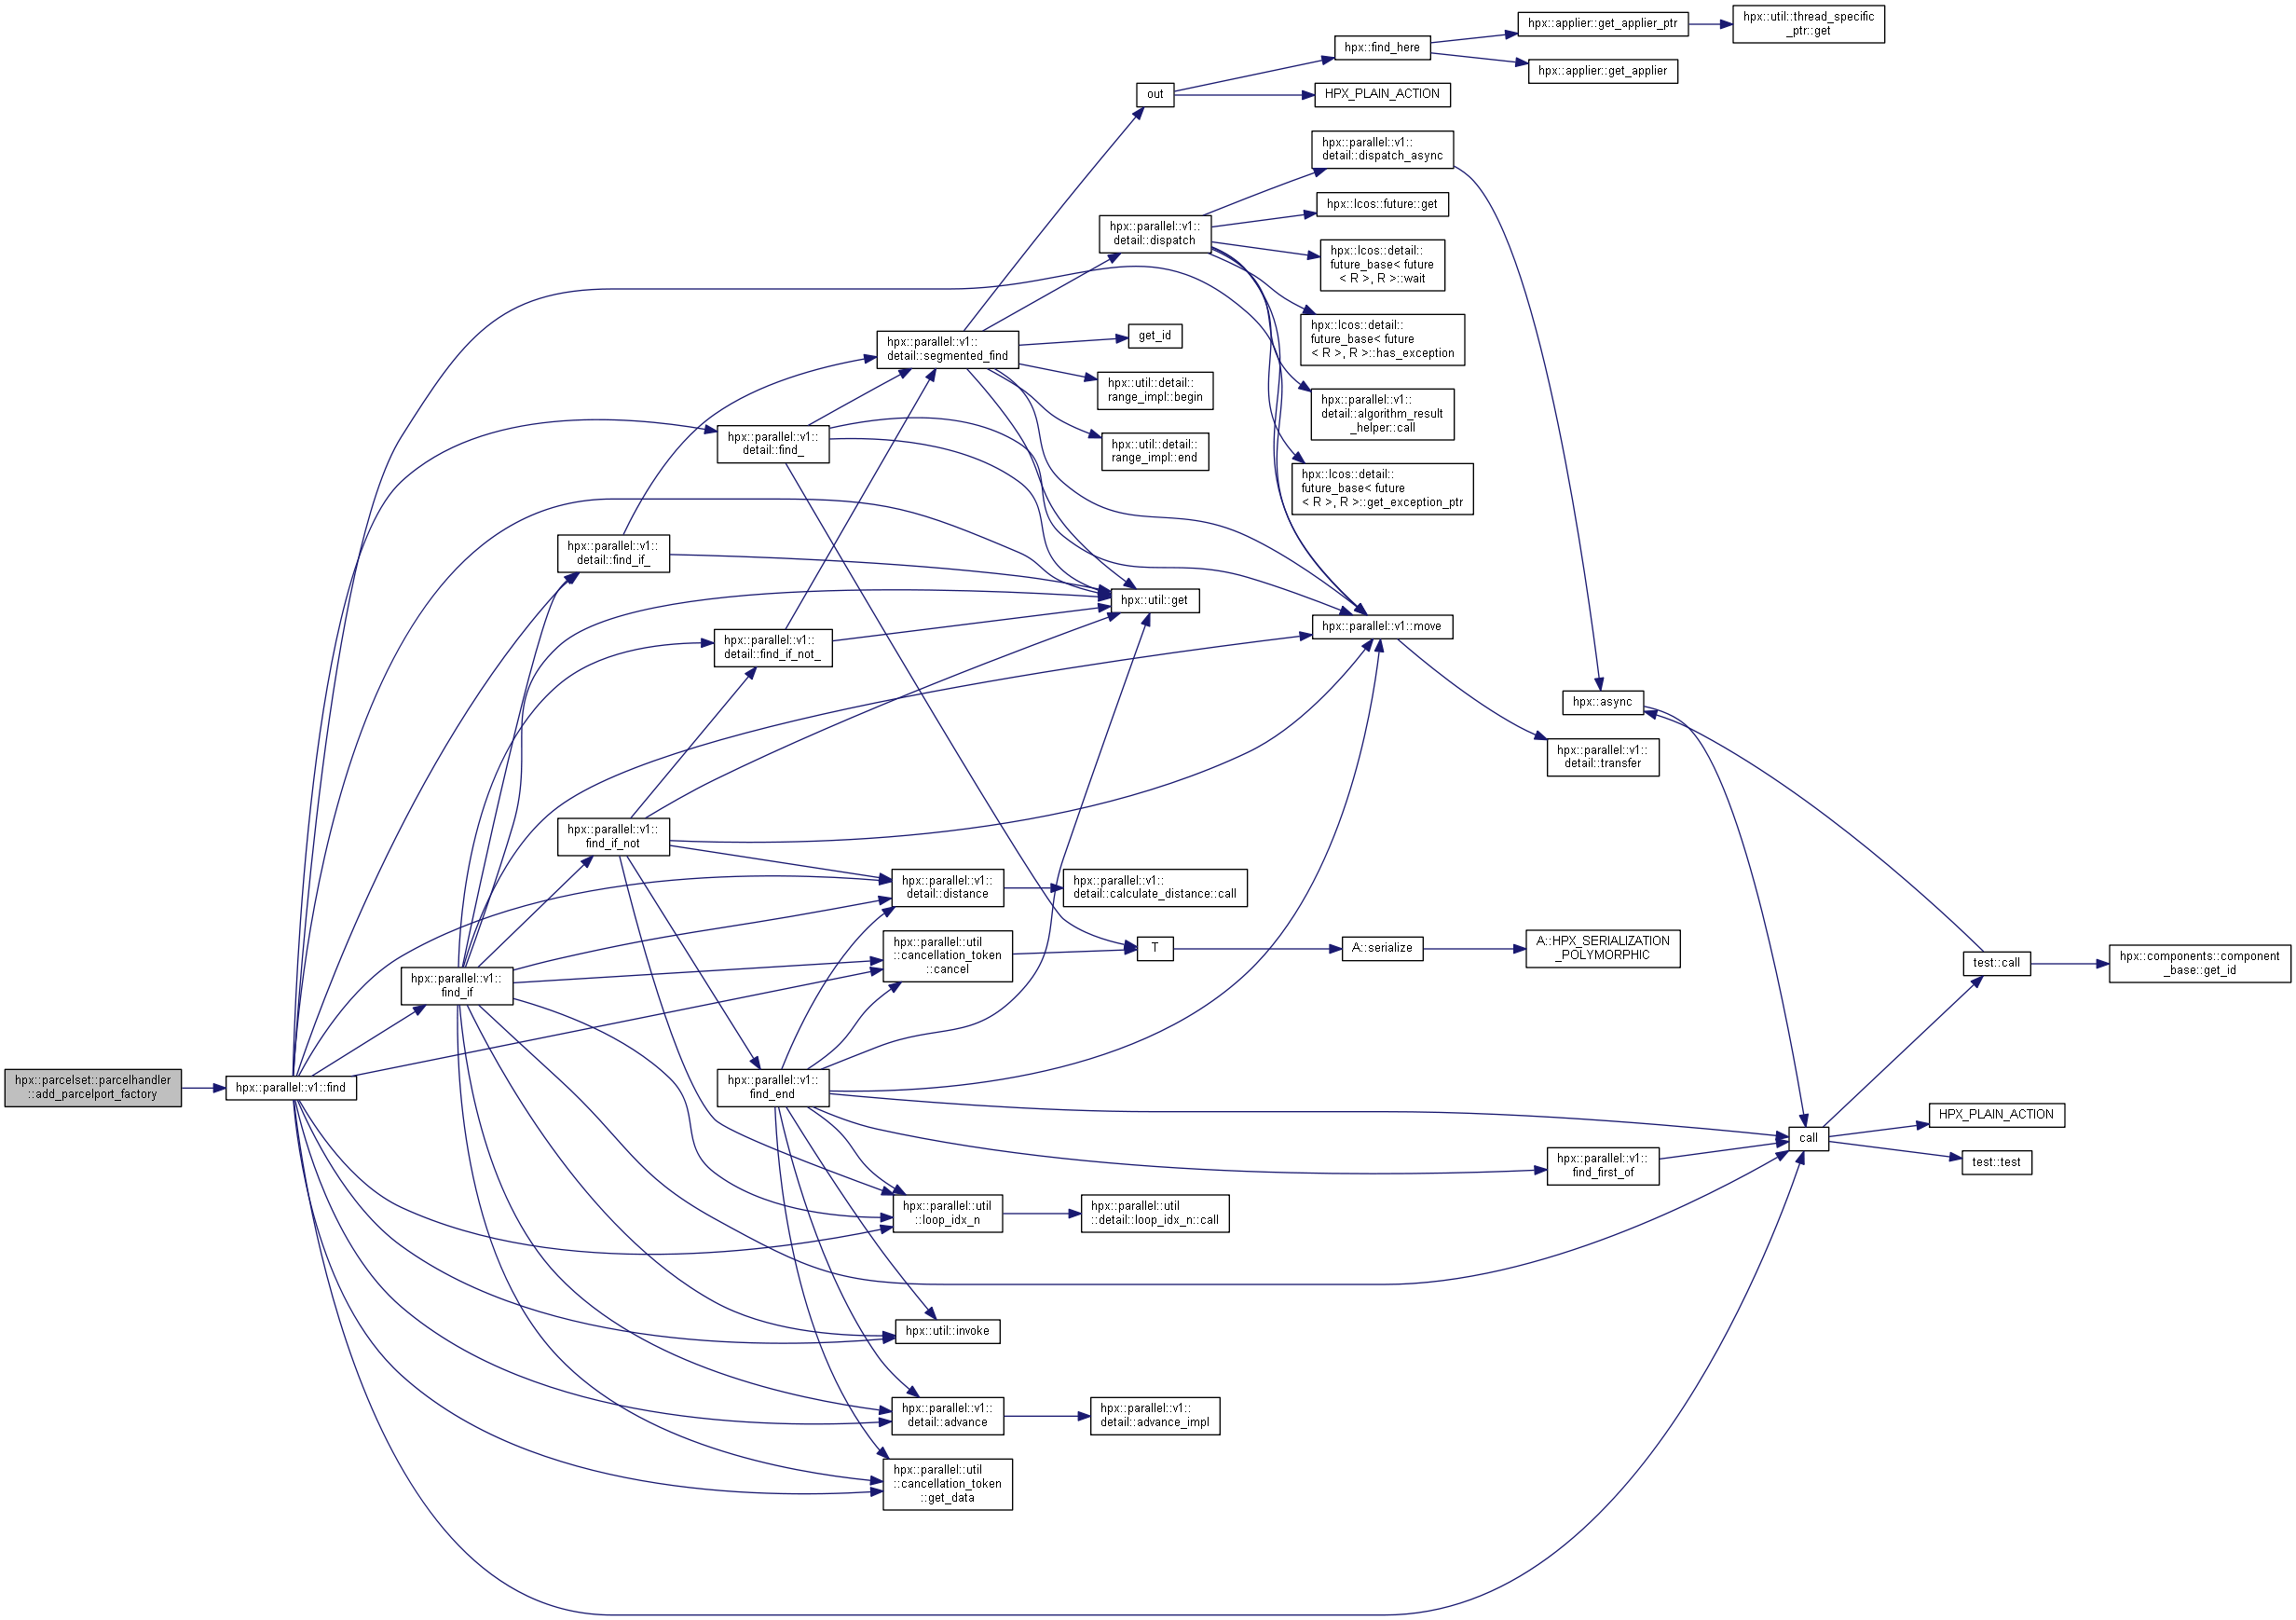 hpx::parcelset::parcelhandler
::add_parcelport_factory
hpx::parallel::v1::find
hpx::parallel::v1::
find_if
hpx::parallel::v1::
detail::find_if_
hpx::parallel::v1::
find_if_not
hpx::parallel::v1::
detail::find_
hpx::parallel::v1::
detail::find_if_not_
hpx::parallel::v1::
find_end
hpx::parallel::v1::
detail::segmented_find
hpx::parallel::v1::
detail::distance
hpx::parallel::util
::cancellation_token
::cancel
hpx::parallel::util
::loop_idx_n
hpx::util::invoke
hpx::parallel::v1::
detail::advance
hpx::parallel::util
::cancellation_token
::get_data
out
hpx::parallel::v1::
detail::dispatch
get_id
hpx::util::detail::
range_impl::begin
hpx::util::detail::
range_impl::end
hpx::util::get
hpx::parallel::v1::
detail::calculate_distance::call
T
hpx::parallel::util
::detail::loop_idx_n::call
hpx::parallel::v1::
detail::advance_impl
hpx::find_here
HPX_PLAIN_ACTION
hpx::parallel::v1::
detail::dispatch_async
hpx::lcos::future::get
hpx::lcos::detail::
future_base< future
< R >, R >::wait
hpx::lcos::detail::
future_base< future
< R >, R >::has_exception
hpx::parallel::v1::
detail::algorithm_result
_helper::call
hpx::lcos::detail::
future_base< future
< R >, R >::get_exception_ptr
hpx::parallel::v1::move
A::serialize
hpx::applier::get_applier_ptr
hpx::applier::get_applier
hpx::async
hpx::parallel::v1::
detail::transfer
A::HPX_SERIALIZATION
_POLYMORPHIC
hpx::parallel::v1::
find_first_of
hpx::util::thread_specific
_ptr::get
call
test::call
HPX_PLAIN_ACTION
test::test
hpx::components::component
_base::get_id